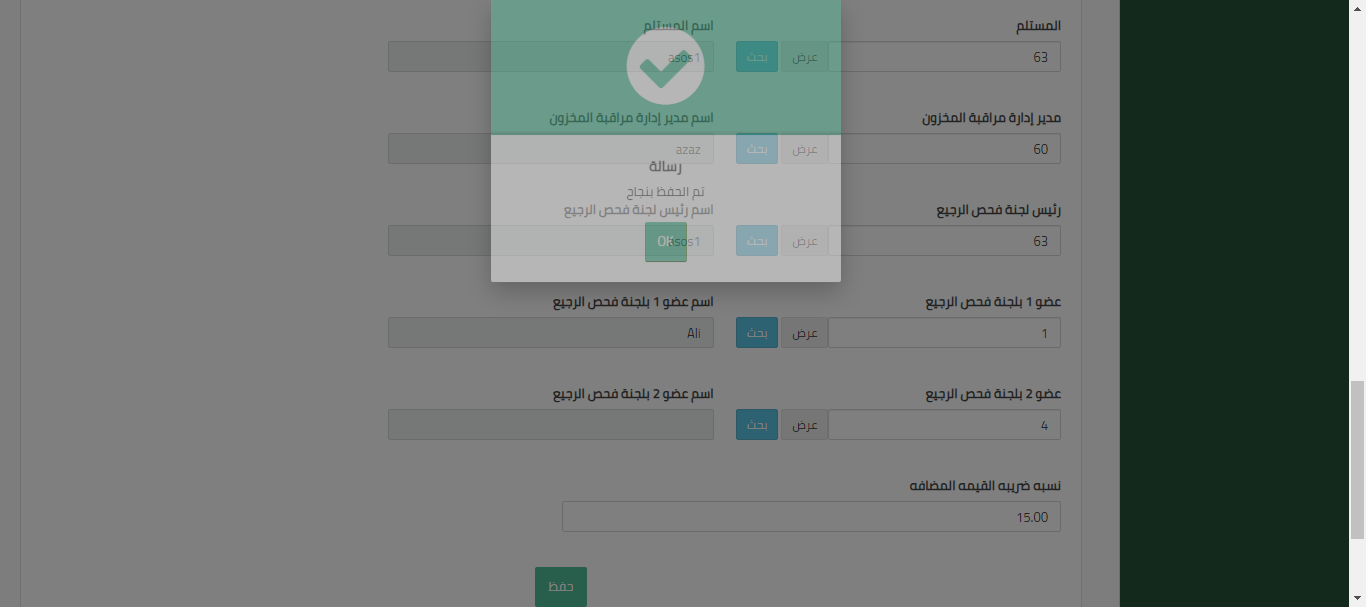 المستلم
اسم المستلم
63
عرض
بحث
asos1
مدير إدارة مراقبة المخزون
اسم مدير إدارة مراقبة المخزون
60
عرض
بحث
azaz
رسالة
تم الحفظ بنجاح
رئيس لجنة فحص الرجيع
اسم رئيس لجنة فحص الرجيع
63
عرض
بحث
asos1
OK
عضو 1 بلجنة فحص الرجيع
اسم عضو 1 بلجنة فحص الرجيع
1
عرض
بحث
Ali
عضو 2 بلجنة فحص الرجيع
اسم عضو 2 بلجنة فحص الرجيع
4
عرض
بحث
نسبه ضريبه القيمه المضافه
15.00
حفظ